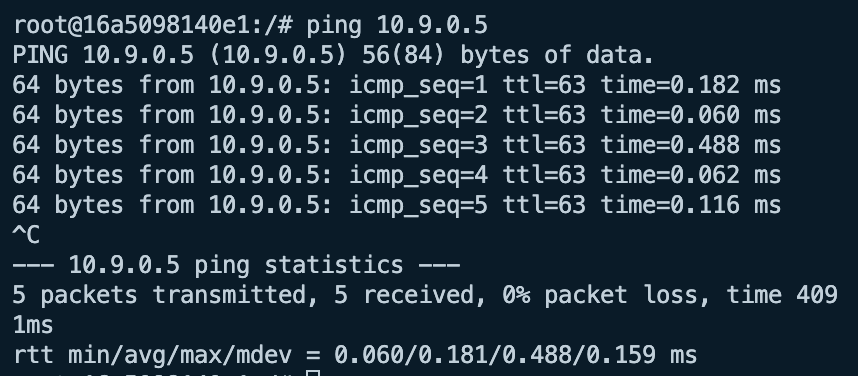 root@16a5098140e1:/# ping 10.9.0.5
PING 10.9.0.5 (10.9.0.5) 56(84) bytes of data.
64 bytes from 10.9.0.5: icmp_seq=1 ttl=63 time=0.182 ms
64 bytes from 10.9.0.5: icmp_seq=2 ttl=63 time=0.060 ms
64 bytes from 10.9.0.5: icmp_seq=3 ttl=63 time=0.488 ms
64 bytes from 10.9.0.5: icmp_seq=4 ttl=63 time=0.062 ms
64 bytes from 10.9.0.5: icmp_seq=5 ttl=63 time=0.116 ms
^C
--- 10.9.0.5 ping statistics ---
5 packets transmitted, 5 received, 0% packet loss, time 409
1ms
rtt min/avg/max/mdev = 0.060/0.181/0.488/0.159 ms